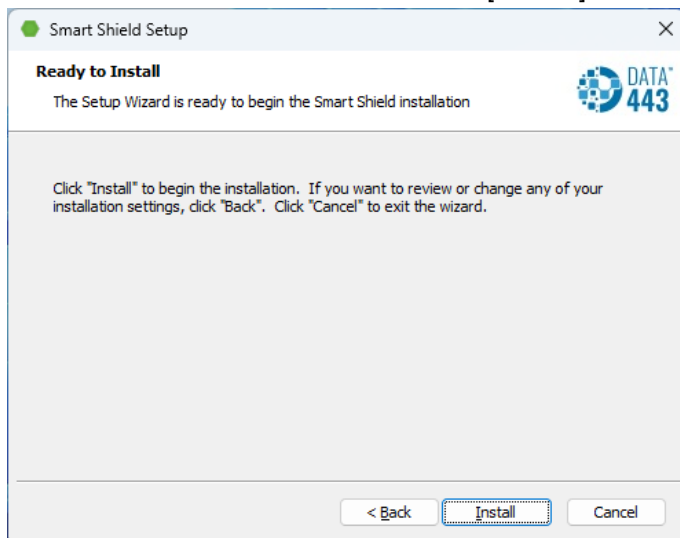 Smart Shield Setup
Ready to Install
The Setup Wizard is ready to begin the Smart Shield installation
DATA™
443
Click "Install" to begin the installation. If you want to review or change any of your
installation settings, click "Back". Click "Cancel" to exit the wizard.
< Back
Install
Cancel